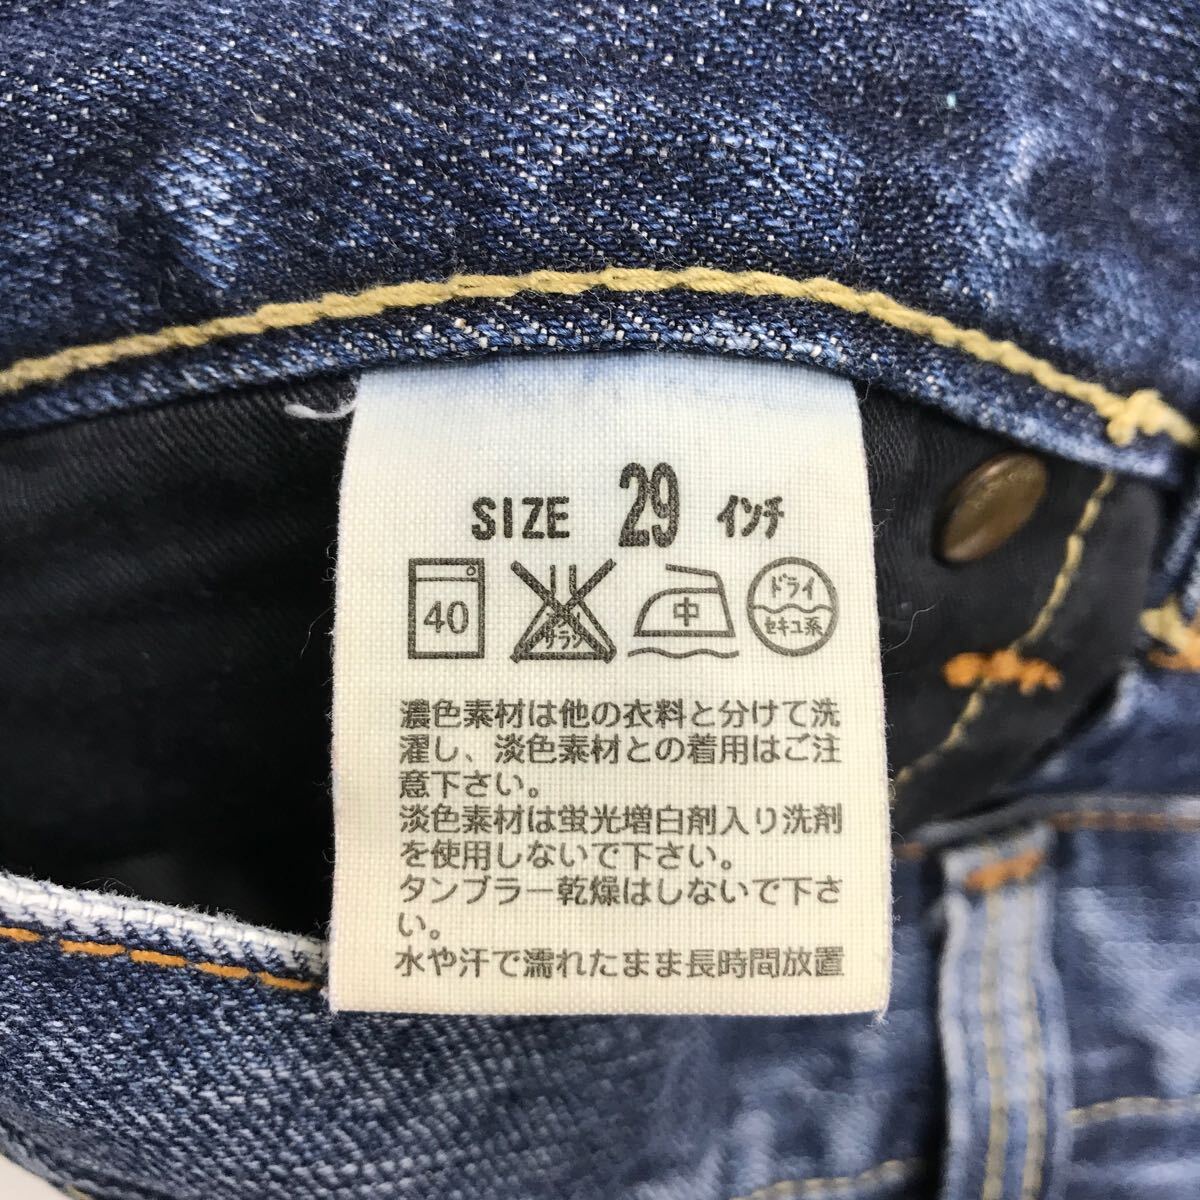 SIZE 29 インチ
40 エンソ サラシ 中 ドライ セキユ系
濃色素材は他の衣料と分けて洗
濯し、淡色素材との着用はご注
意下さい。
淡色素材は蛍光増白剤入り洗剤
を使用しないで下さい。
タンブラー乾燥はしないで下さ
い。
水や汗で濡れたまま長時間放置